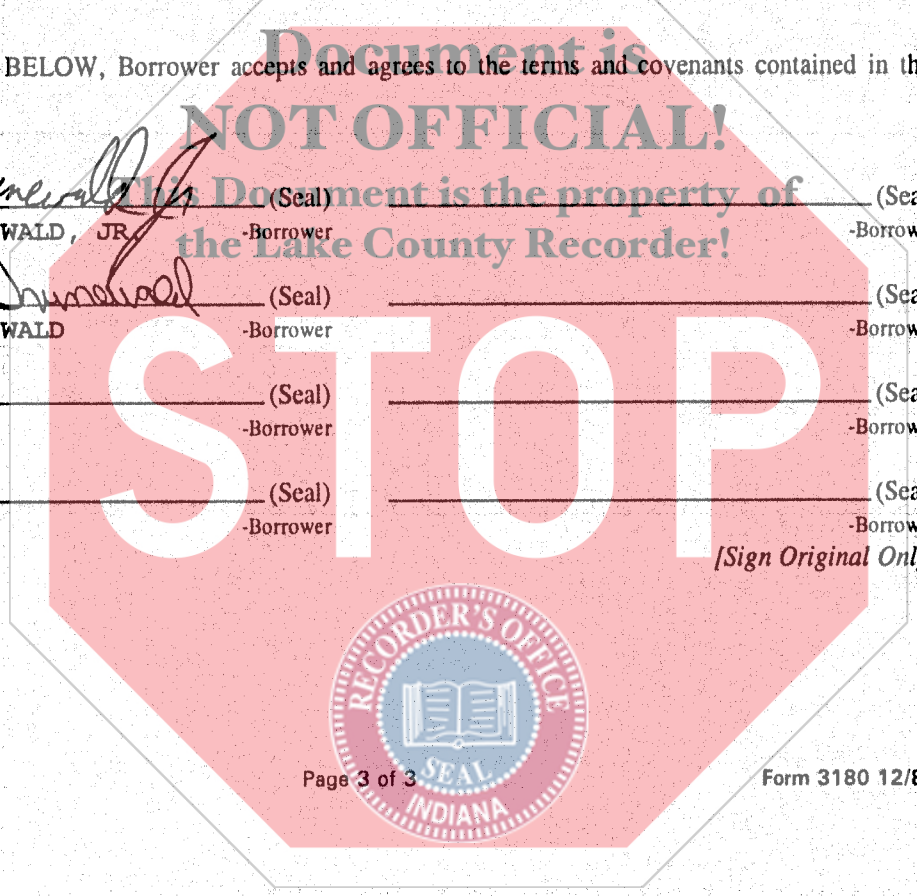 Document is
BELOW, Borrower accepts and agrees to the terms and covenants contained in th
NOT OFFICIAL!
This Document is the property of
(Seal) (Sea
WALD, JR. -Borrower -Borrow
the Lake County Recorder!
(Seal) (Sea
WALD -Borrower -Borrow
STOP
(Seal) (Sea
-Borrower -Borrow
(Seal) (Sea
-Borrower -Borrow
[Sign Original Onl
RECORDER'S OFFICE
SEAL
INDIANA
Page 3 of 3 Form 3180 12/8